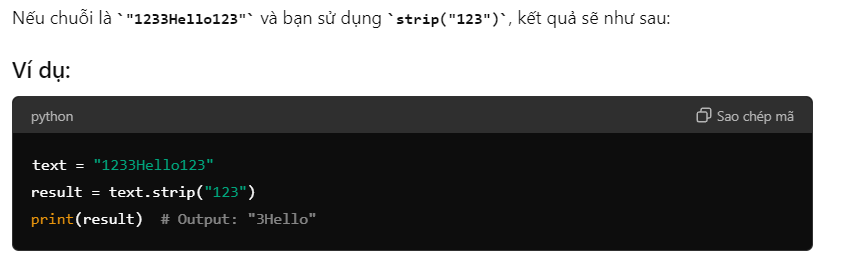 Nếu chuỗi là `"1233Hello123"` và bạn sử dụng `strip("123")`, kết quả sẽ như sau:
Ví dụ:
python
Sao chép mã
text = "1233Hello123"
result = text.strip("123")
print(result)  # Output: "3Hello"